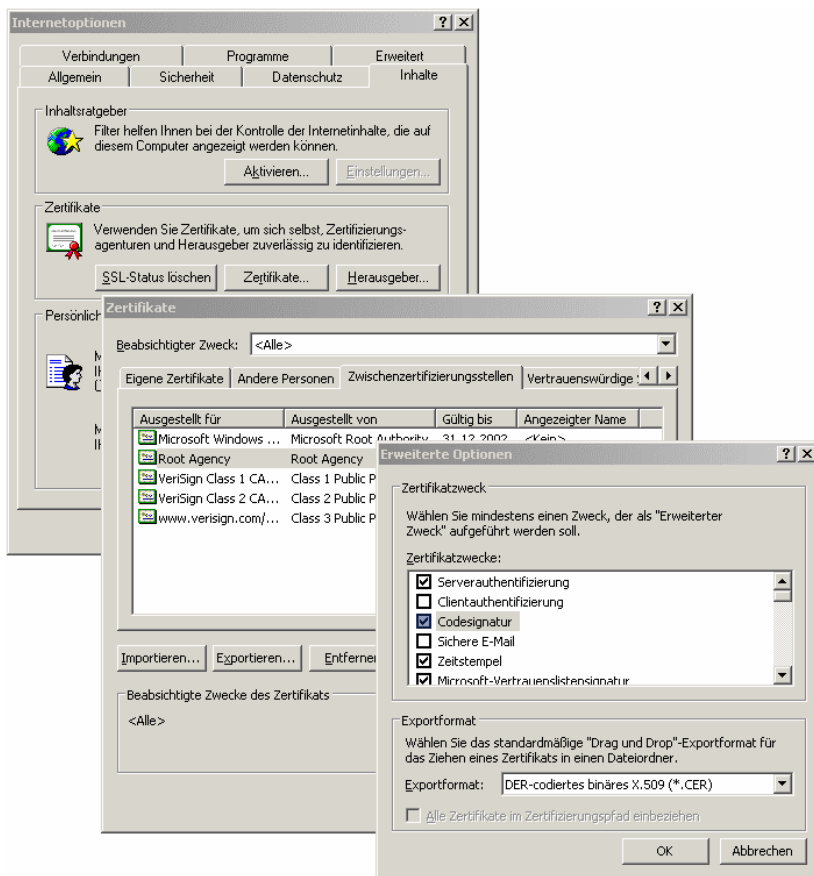 Internetoptionen
Verbindungen Programme Erweitert
Allgemein Sicherheit Datenschutz Inhalte
Inhaltsratgeber
Filter helfen Ihnen bei der Kontrolle der Internetinhalte, die auf
diesem Computer angezeigt werden können.
Aktivieren... Einstellungen...
Zertifikate
Verwenden Sie Zertifikate, um sich selbst, Zertifizierungs-
agenturen und Herausgeber zuverlässig zu identifizieren.
SSL-Status löschen Zertifikate... Herausgeber...
Persönlich
Zertifikate
Beabsichtigter Zweck: <Alle>
Eigene Zertifikate Andere Personen Zwischenzertifizierungsstellen Vertrauenswürdige
Ausgestellt für Ausgestellt von Gültig bis Angezeigter Name
Microsoft Windows ... Microsoft Root Authority 31.12.2002 <Kein>
Root Agency Root Agency
VeriSign Class 1 CA... Class 1 Public P
VeriSign Class 2 CA... Class 2 Public P
www.verisign.com/... Class 3 Public P
Importieren... Exportieren... Entfernen
Beabsichtigte Zwecke des Zertifikats
<Alle>
Erweiterte Optionen
Zertifikatzweck
Wählen Sie mindestens einen Zweck, der als "Erweiterter
Zweck" aufgeführt werden soll.
Zertifikatzwecke:
Serverauthentifizierung
Clientauthentifizierung
Codesignatur
Sichere E-Mail
Zeitstempel
Microsoft-Vertrauenslistensignatur
Exportformat
Wählen Sie das standardmäßige "Drag und Drop"-Exportformat für
das Ziehen eines Zertifikats in einen Dateiordner.
Exportformat: DER-codiertes binäres X.509 (*.CER)
Alle Zertifikate im Zertifizierungspfad einbeziehen
OK Abbrechen